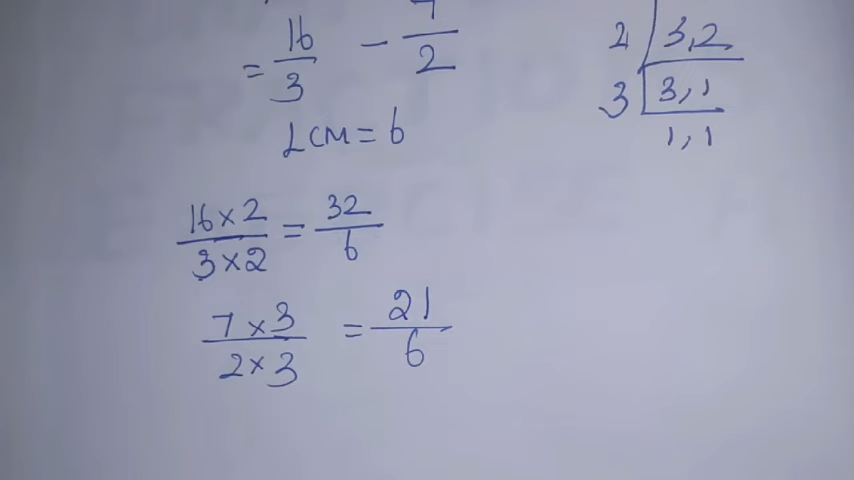 = 16/3 - 7/2
LCM = 6
16 × 2 / 3 × 2 = 32/6
7 × 3 / 2 × 3 = 21/6
2 | 3, 2
3 | 3, 1
1, 1